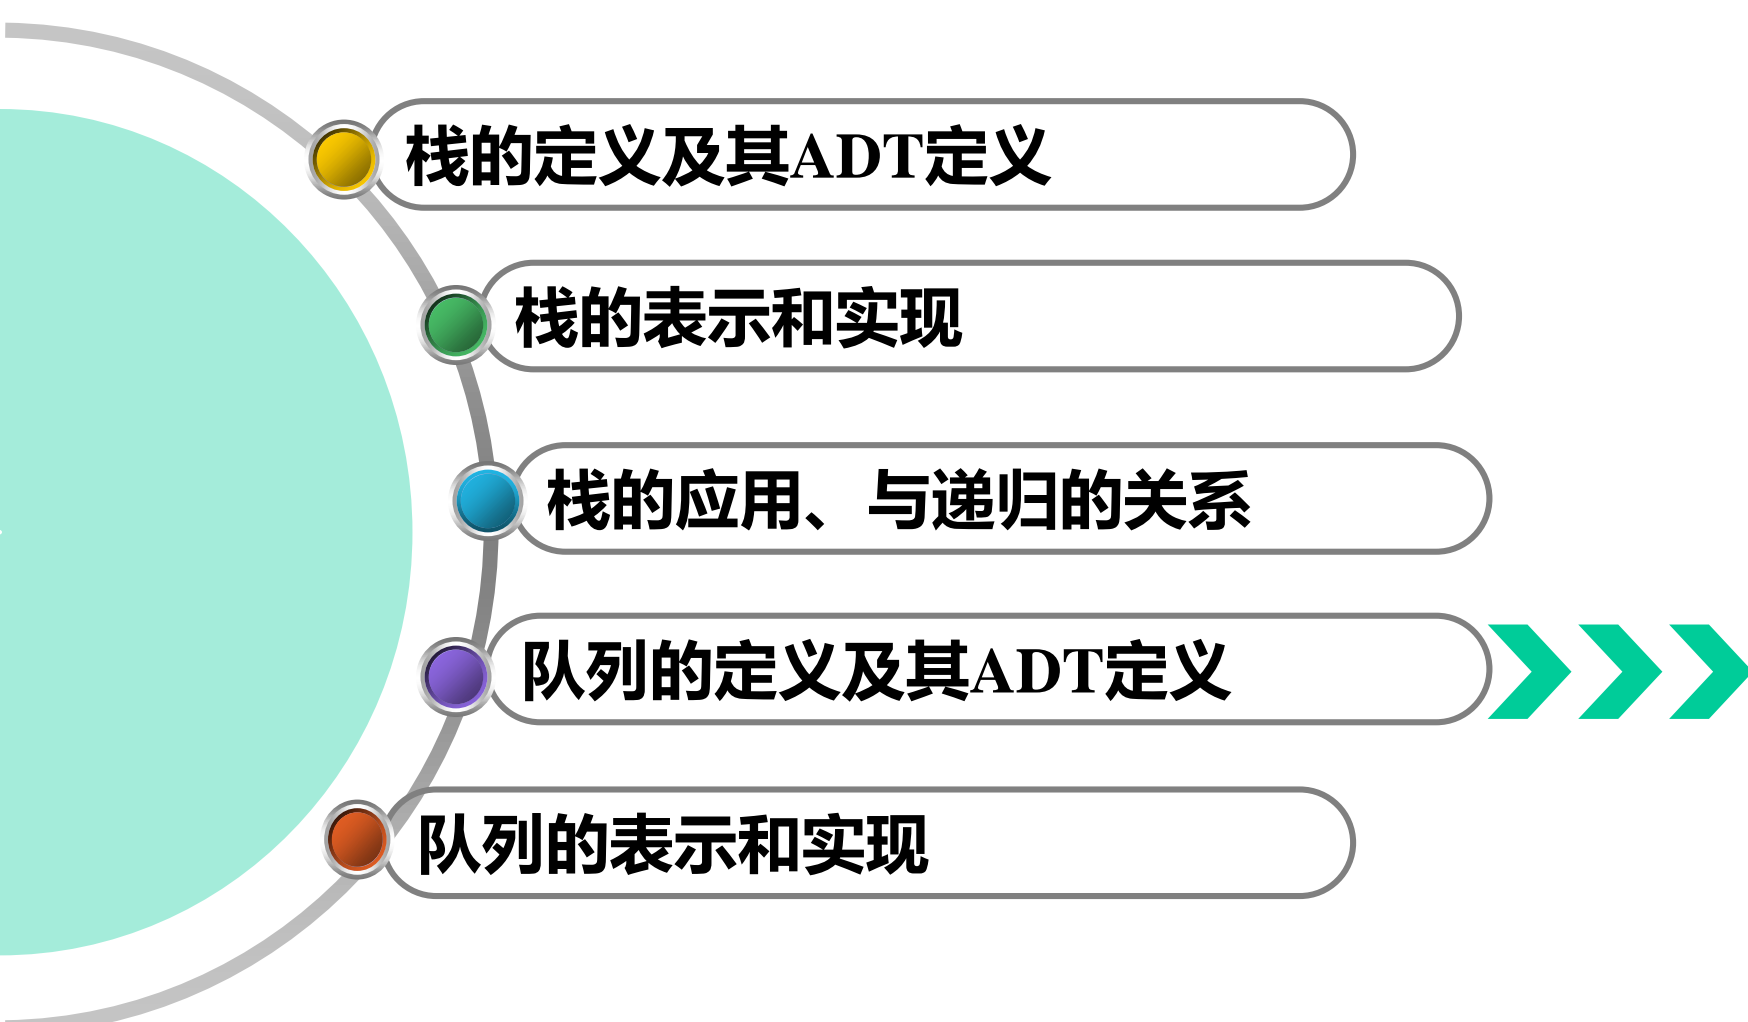 栈的定义及其ADT定义
栈的表示和实现
栈的应用、与递归的关系
队列的定义及其ADT定义
队列的表示和实现